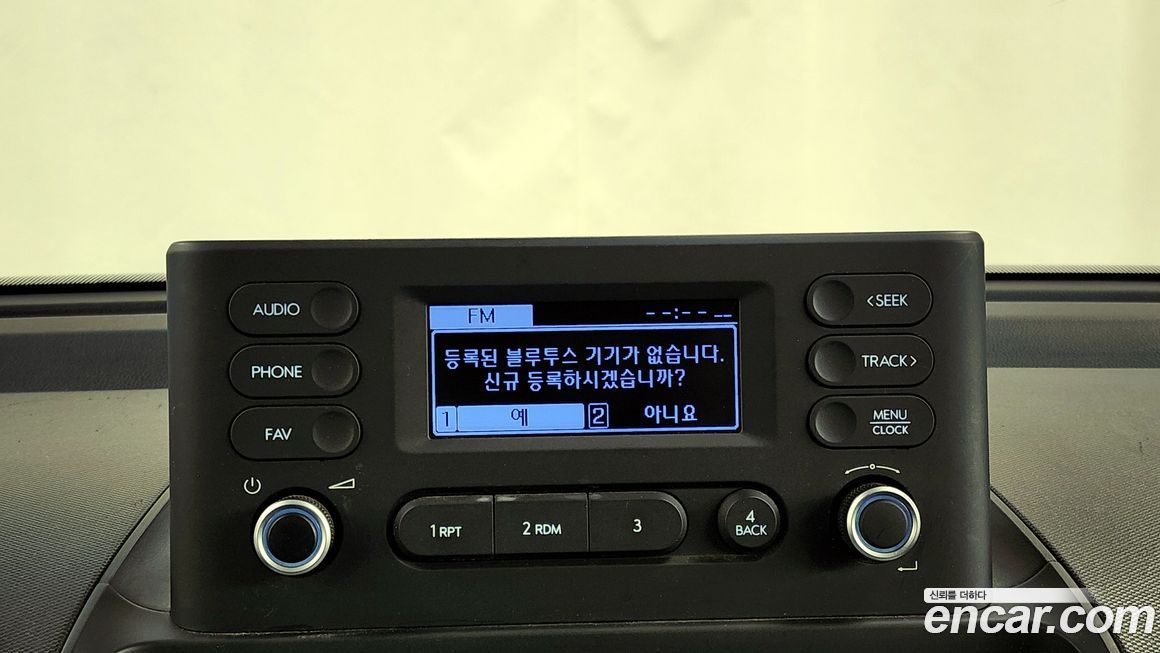 AUDIO
PHONE
FAV
FM
--:-- __
등록된 블루투스 기기가 없습니다.
신규 등록하시겠습니까?
1 예 2 아니요
<SEEK
TRACK>
MENU
CLOCK
1 RPT
2 RDM
3
4
BACK
신뢰를 더하다
encar.com